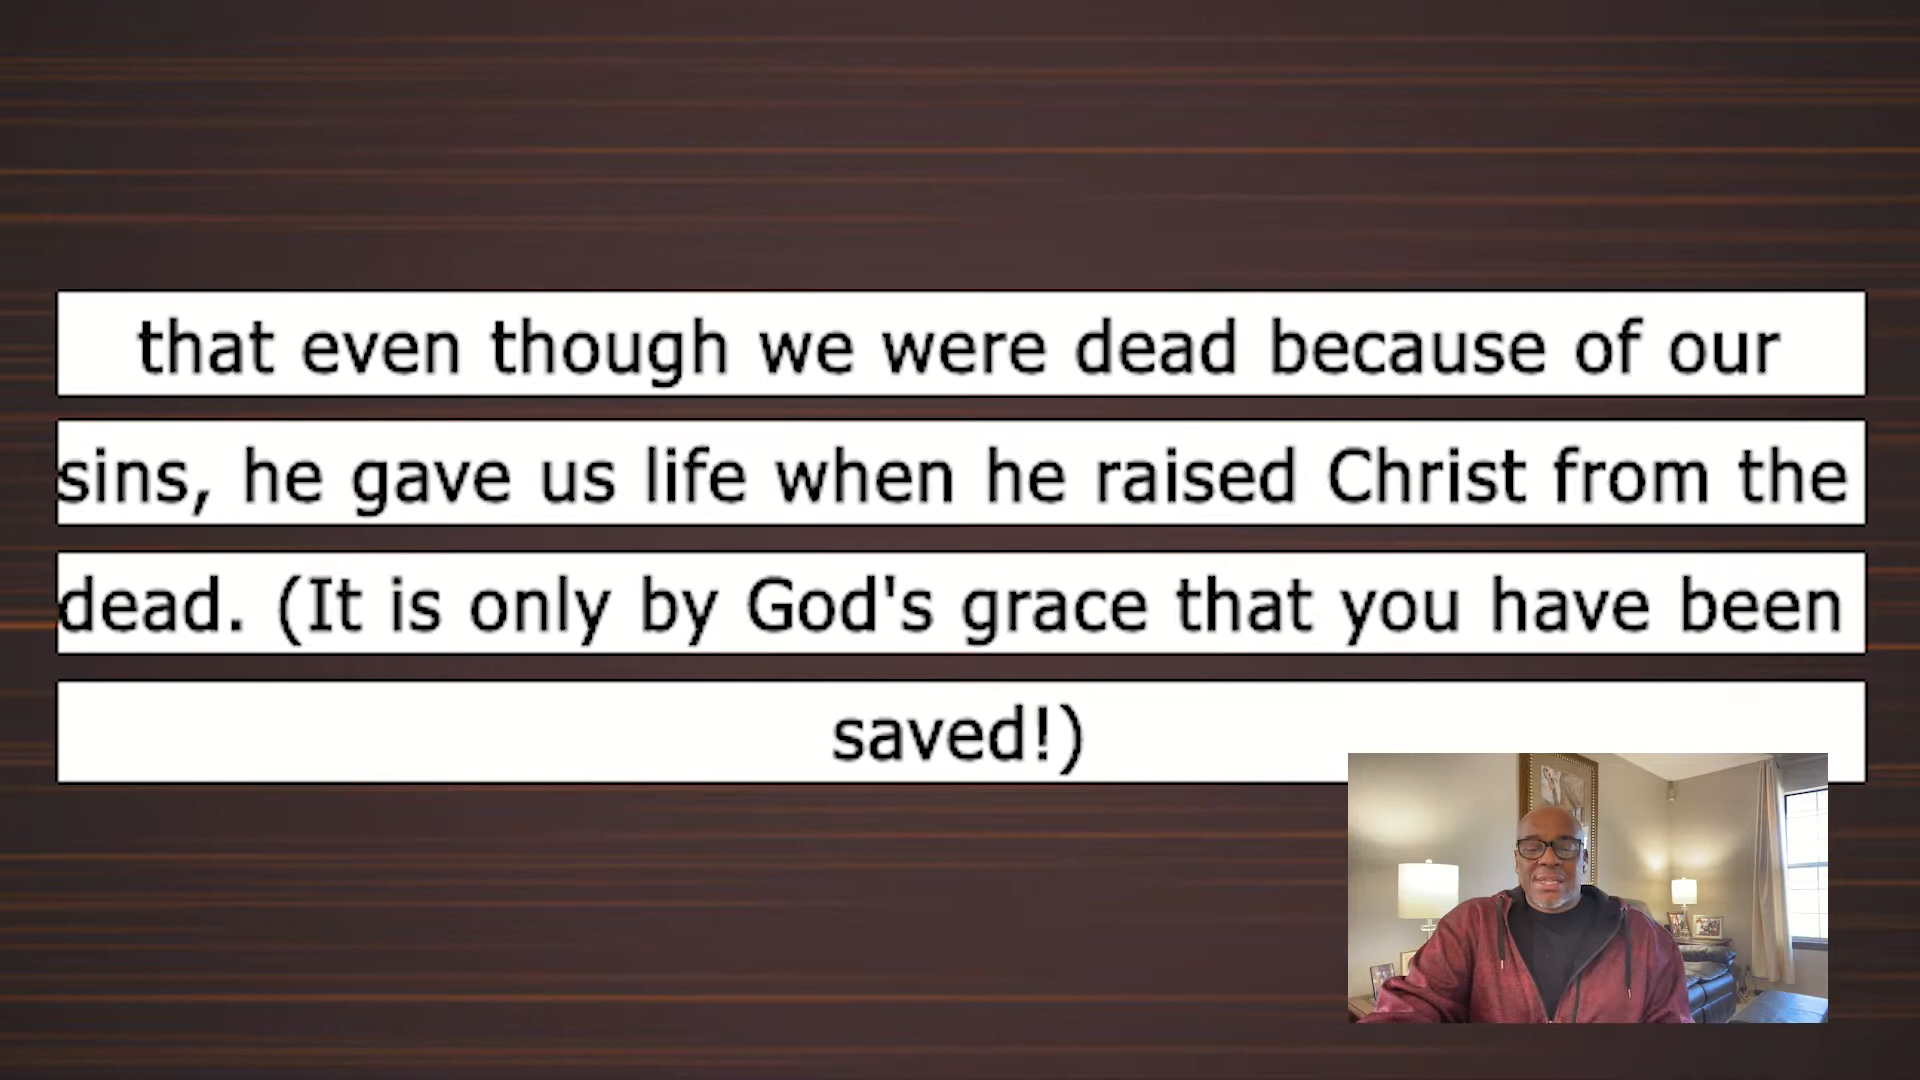 that even though we were dead because of our
sins, he gave us life when he raised Christ from the
dead. (It is only by God's grace that you have been
saved!)